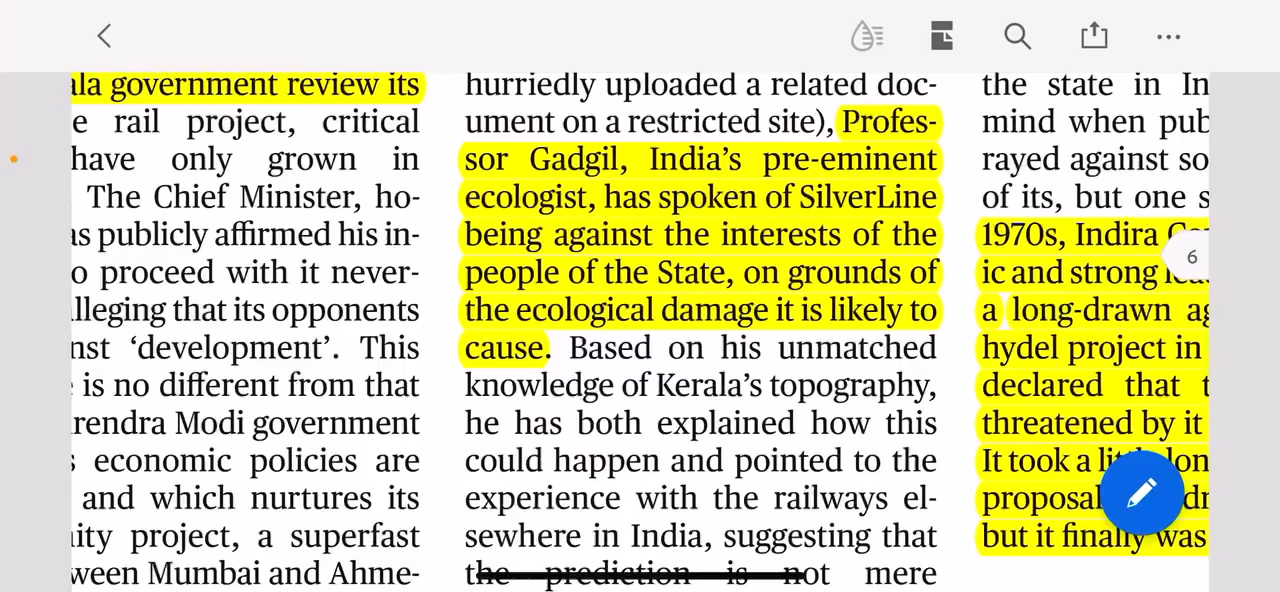 ala government review its
e rail project, critical
have only grown in
The Chief Minister, ho-
as publicly affirmed his in-
o proceed with it never-
lleging that its opponents
nst ‘development’. This
is no different from that
rendra Modi government
s economic policies are
and which nurtures its
ity project, a superfast
ween Mumbai and Ahme-
hurriedly uploaded a related doc-
ument on a restricted site), Profes-
sor Gadgil, India’s pre-eminent
ecologist, has spoken of SilverLine
being against the interests of the
people of the State, on grounds of
the ecological damage it is likely to
cause. Based on his unmatched
knowledge of Kerala’s topography,
he has both explained how this
could happen and pointed to the
experience with the railways el-
sewhere in India, suggesting that
the prediction is not mere
the state in In
mind when pub
rayed against so
of its, but one s
1970s, Indira
ic and strong
a long-drawn ag
hydel project in
declared that t
threatened by it
It took a lon
proposal
but it finally was
6